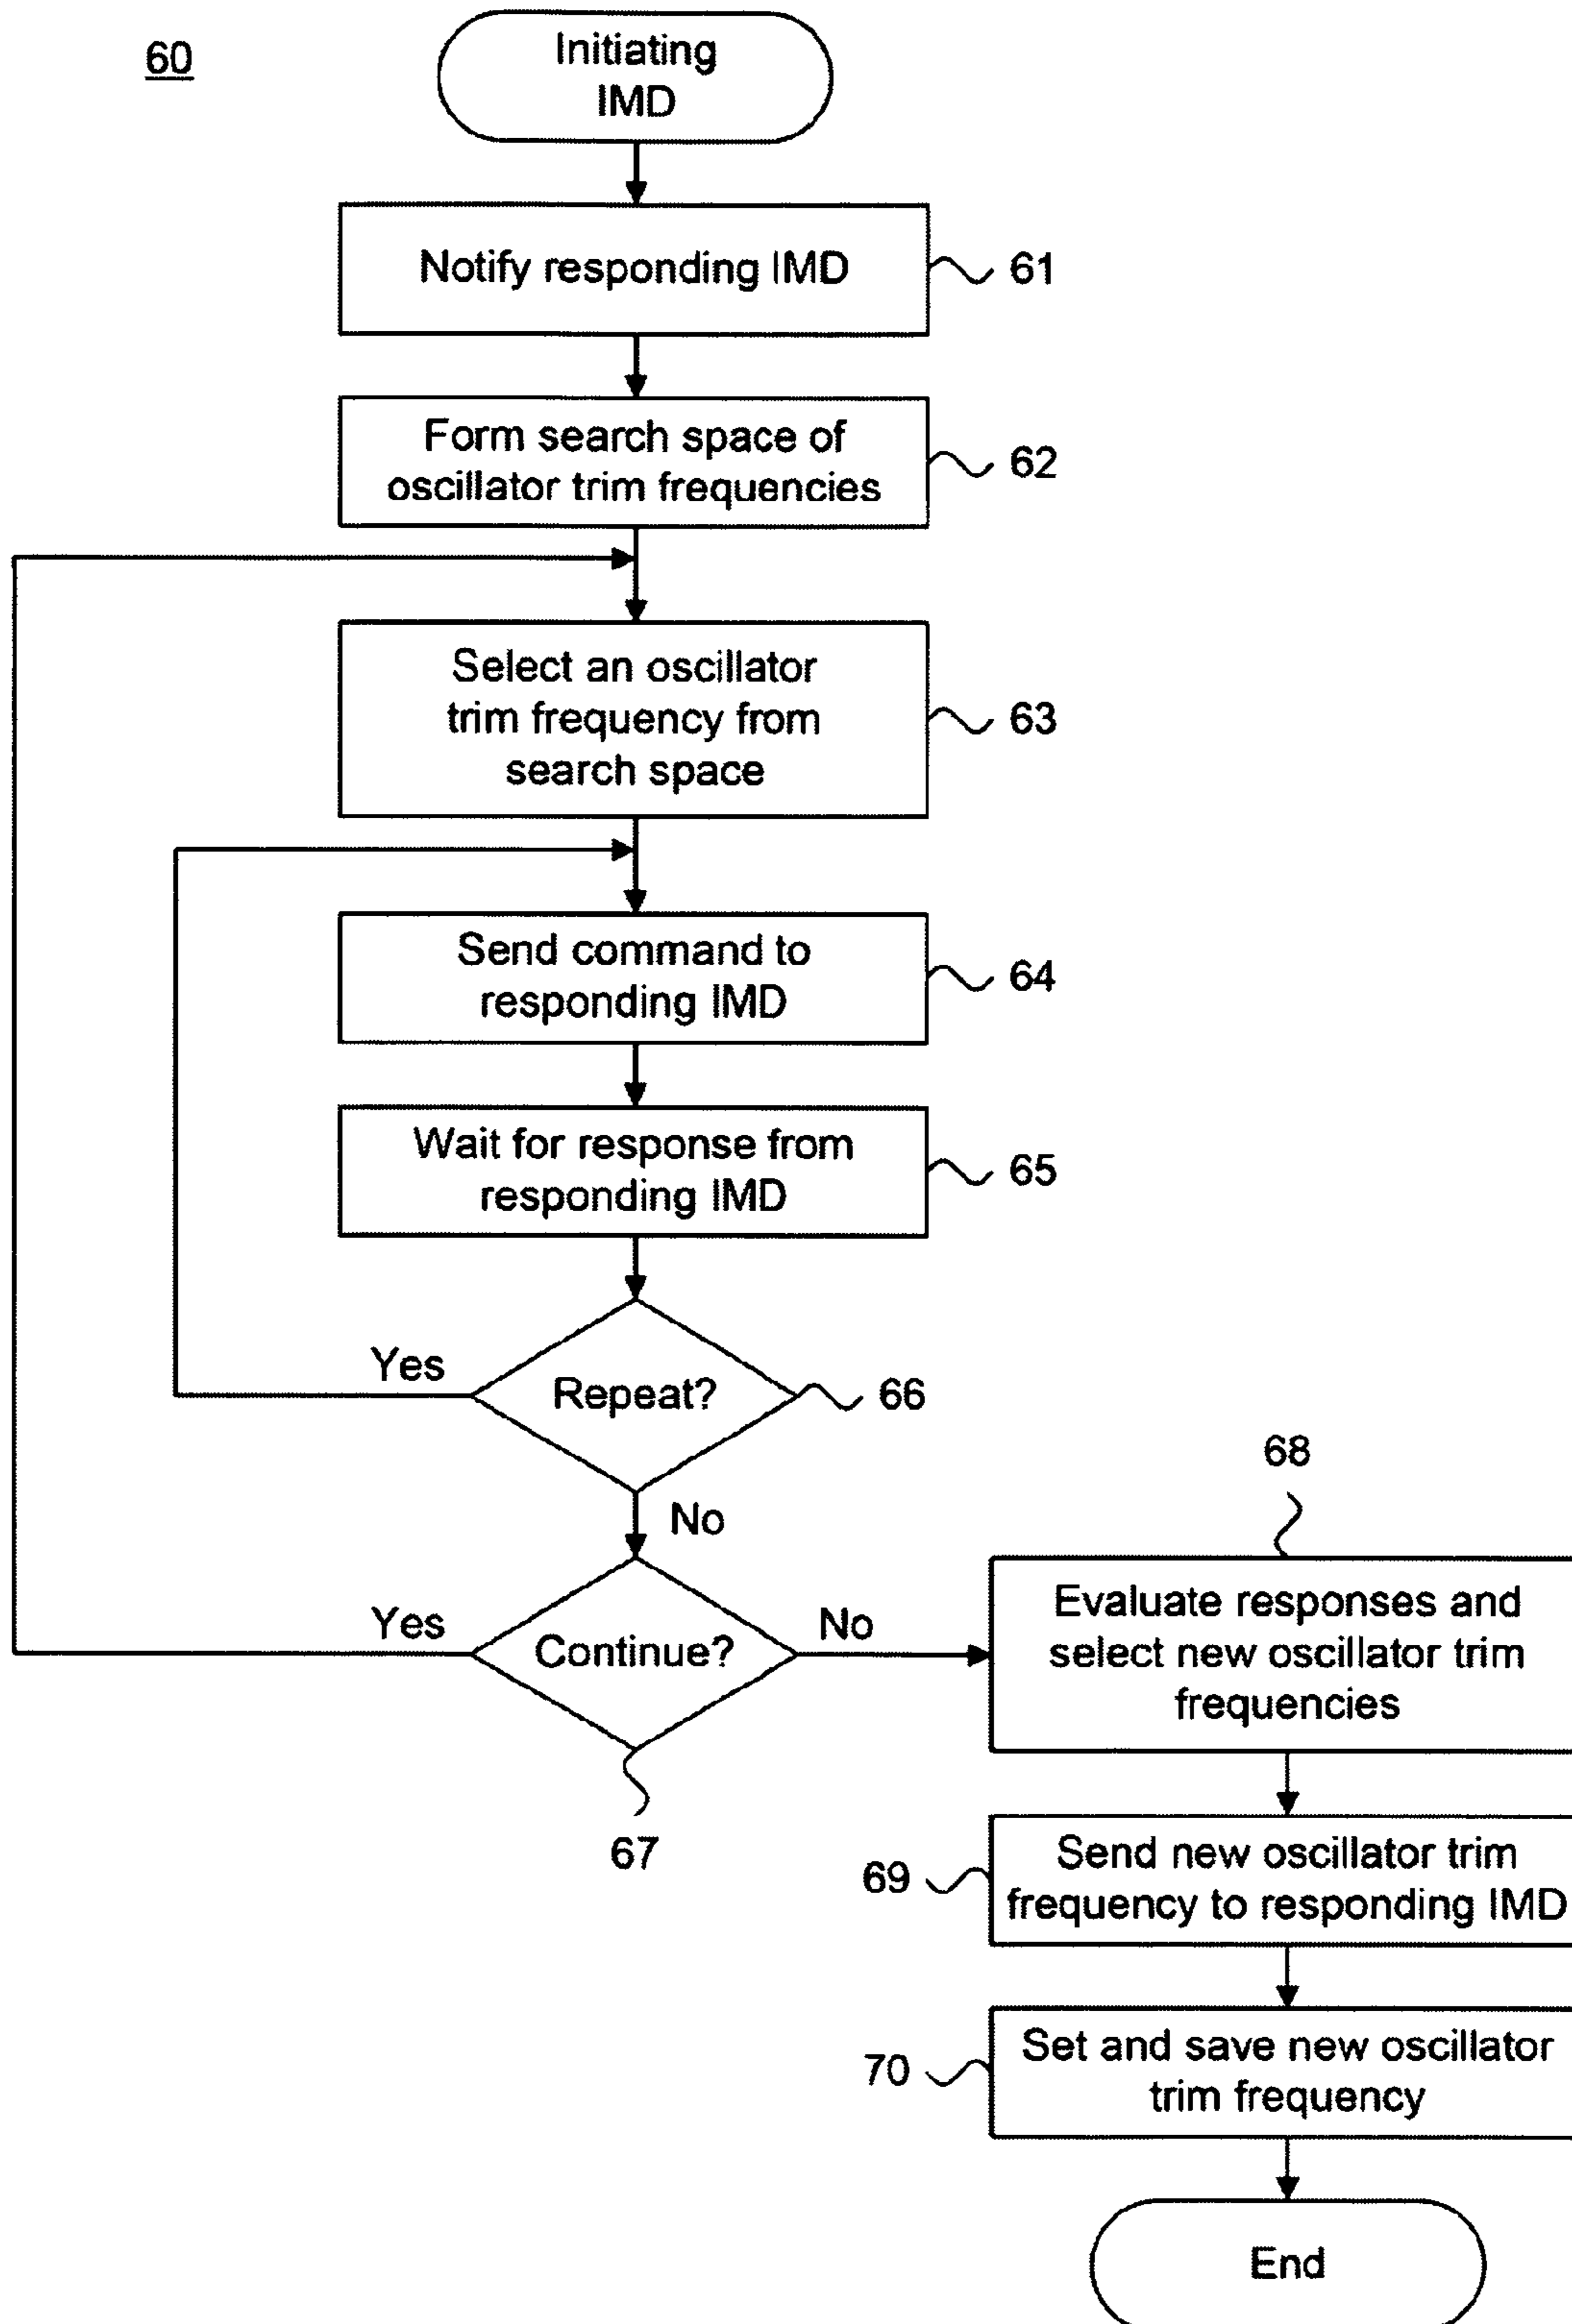 60
Initiating
IMD
Notify responding IMD
61
Form search space of
oscillator trim frequencies
62
Select an oscillator
trim frequency from
search space
63
Send command to
responding IMD
64
Wait for response from
responding IMD
65
Yes
Repeat?
66
No
Yes
Continue?
No
67
68
Evaluate responses and
select new oscillator trim
frequencies
69
Send new oscillator trim
frequency to responding IMD
70
Set and save new oscillator
trim frequency
End